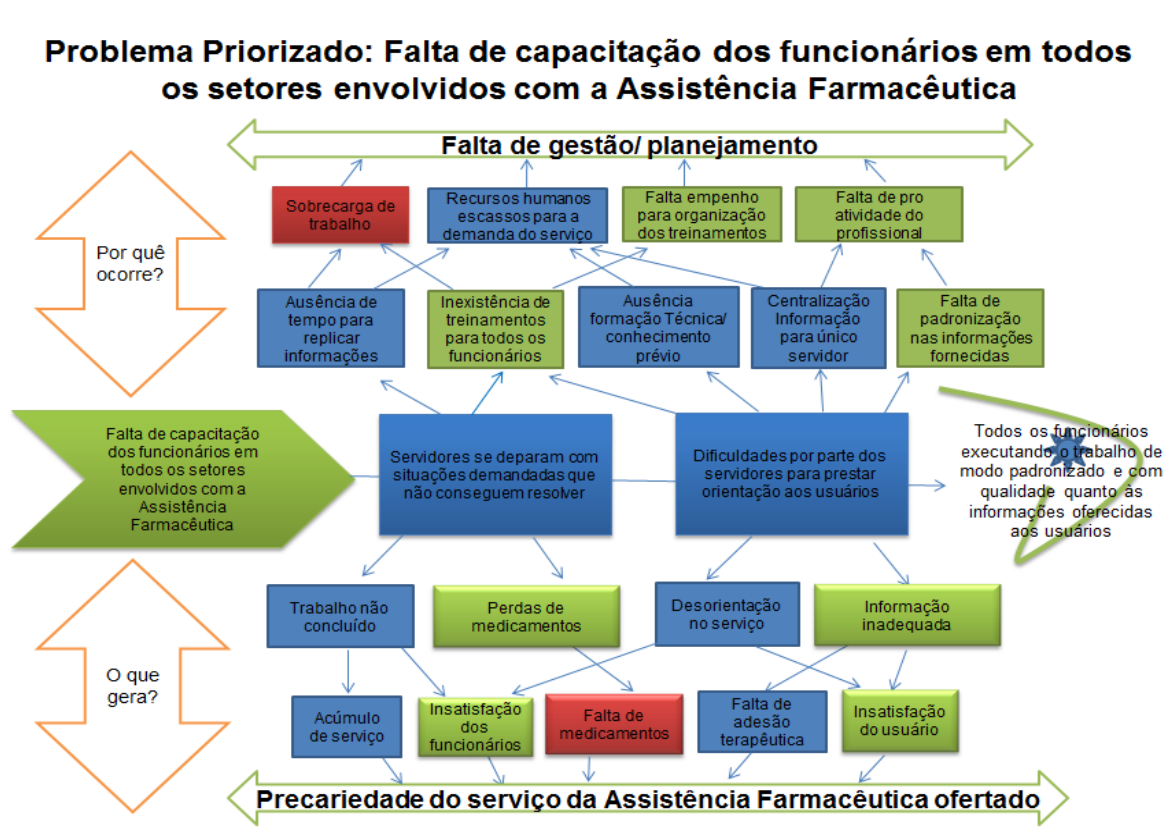 Problema Priorizado: Falta de capacitação dos funcionários em todos
os setores envolvidos com a Assistência Farmacêutica
Falta de gestão/ planejamento
Por quê
ocorre?
Sobrecarga de
trabalho
Recursos humanos
escassos para a
demanda do serviço
Falta empenho
para organização
dos treinamentos
Falta de pro
atividade do
profissional
Ausência de
tempo para
replicar
informações
Inexistência de
treinamentos
para todos os
funcionários
Ausência
formação Técnica/
conhecimento
prévio
Centralização
Informação
para único
servidor
Falta de
padronização
nas informações
fornecidas
Falta de capacitação
dos funcionários em
todos os setores
envolvidos com a
Assistência
Farmacêutica
Servidores se deparam com
situações demandadas que
não conseguem resolver
Dificuldades por parte dos
servidores para prestar
orientação aos usuários
Todos os funcionários
executando o trabalho de
modo padronizado e com
qualidade quanto às
informações oferecidas
aos usuários
O que
gera?
Trabalho não
concluído
Perdas de
medicamentos
Desorientação
no serviço
Informação
inadequada
Acúmulo
de serviço
Insatisfação
dos
funcionários
Falta de
medicamentos
Falta de
adesão
terapêutica
Insatisfação
do usuário
Precariedade do serviço da Assistência Farmacêutica ofertado